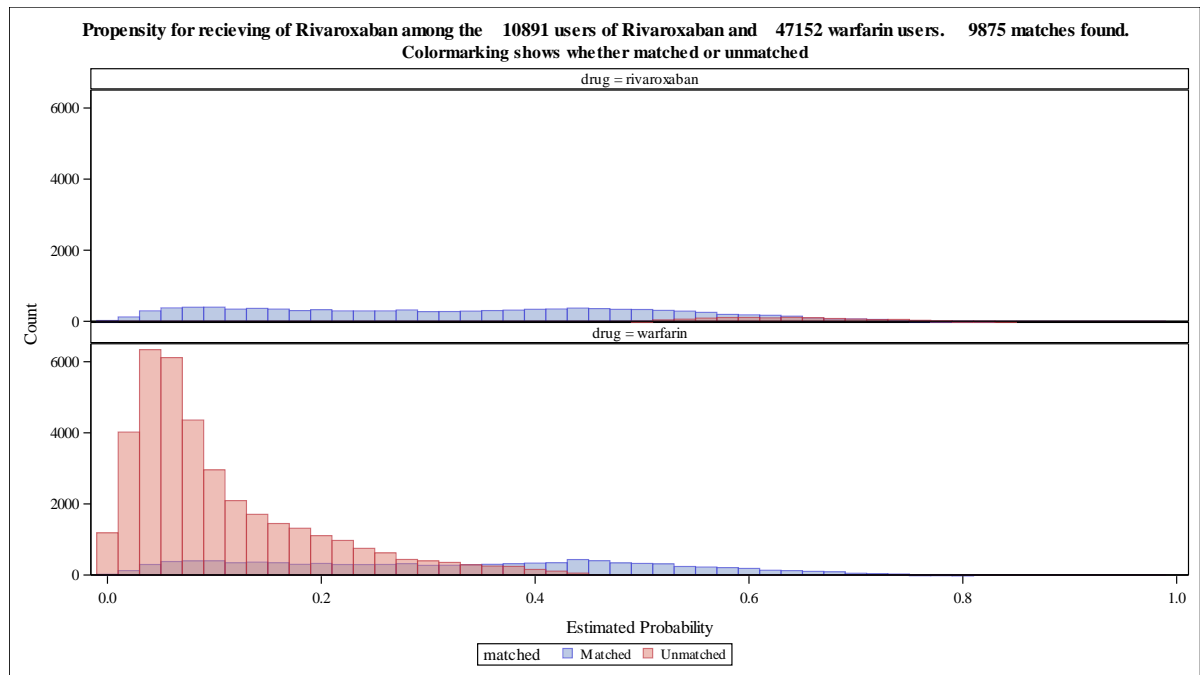 Propensity for recieving of Rivaroxaban among the 10891 users of Rivaroxaban and 47152 warfarin users. 9875 matches found.
Colormarking shows whether matched or unmatched
drug = rivaroxaban
6000
4000
2000
0
Count
drug = warfarin
6000
4000
2000
0
0.0 0.2 0.4 0.6 0.8 1.0
Estimated Probability
matched Matched Unmatched